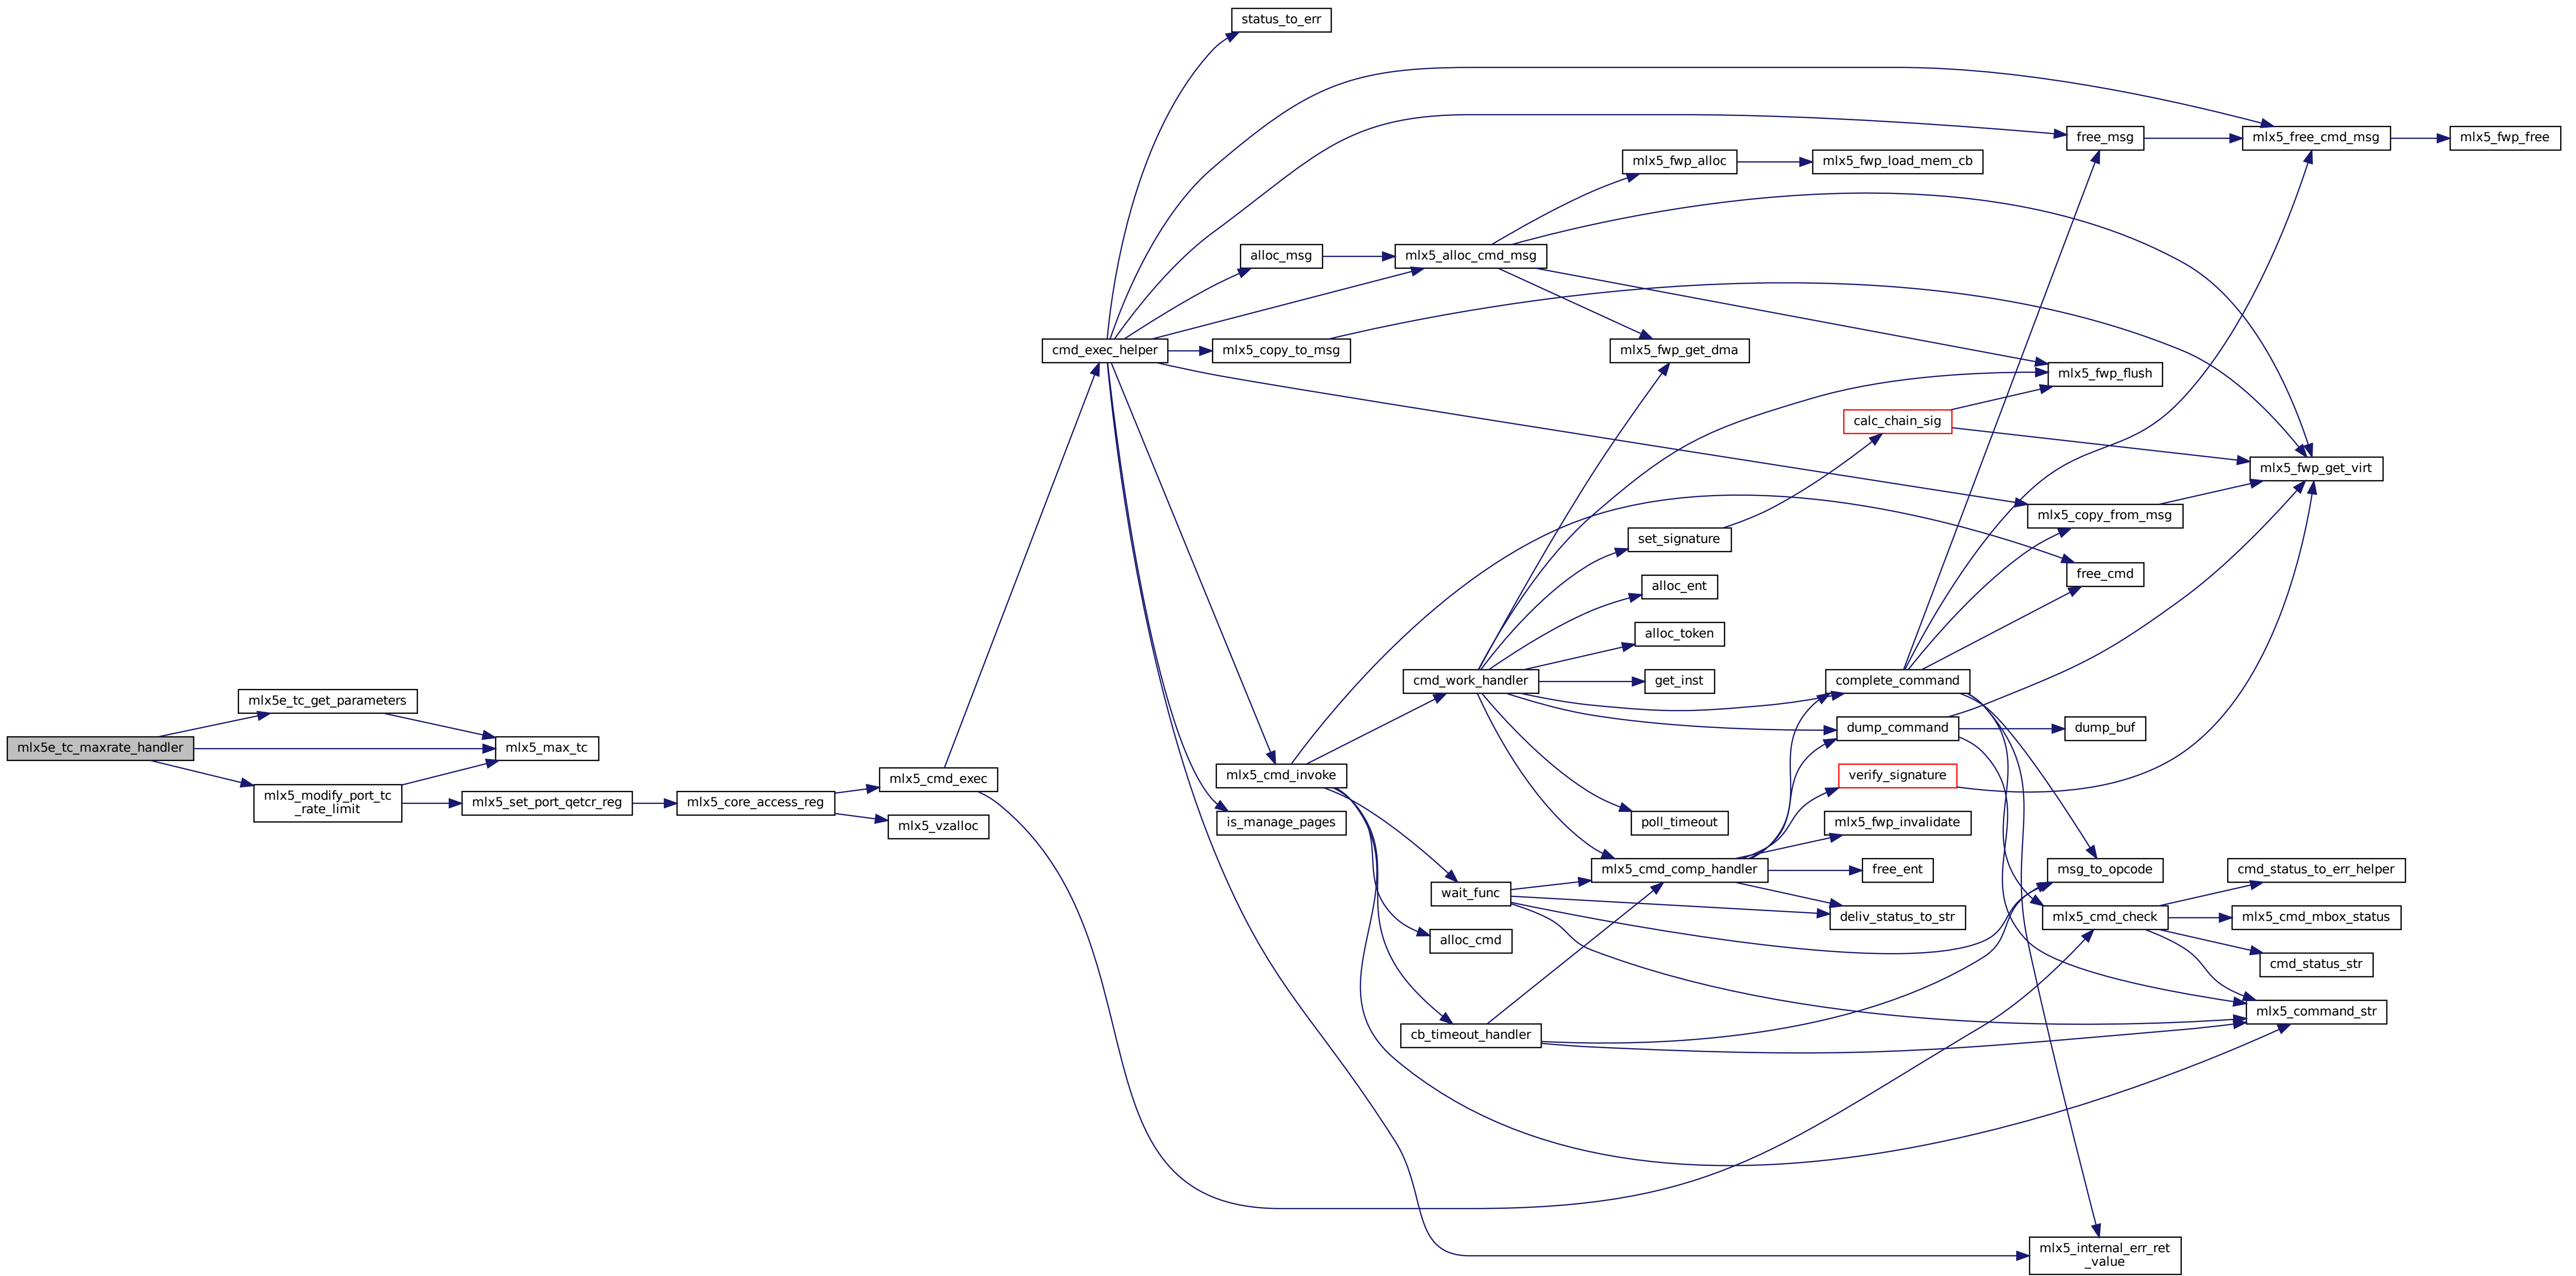 status_to_err
free_msg
mlx5_free_cmd_msg
mlx5_fwp_free
mlx5_fwp_alloc
mlx5_fwp_load_mem_cb
alloc_msg
mlx5_alloc_cmd_msg
cmd_exec_helper
mlx5_copy_to_msg
mlx5_fwp_get_dma
mlx5_fwp_flush
calc_chain_sig
mlx5_fwp_get_virt
mlx5_copy_from_msg
set_signature
free_cmd
alloc_ent
alloc_token
cmd_work_handler
get_inst
complete_command
mlx5e_tc_get_parameters
dump_command
dump_buf
mlx5e_tc_maxrate_handler
mlx5_max_tc
mlx5_cmd_exec
mlx5_cmd_invoke
verify_signature
mlx5_modify_port_tc
_rate_limit
mlx5_set_port_qetcr_reg
mlx5_core_access_reg
mlx5_vzalloc
is_manage_pages
poll_timeout
mlx5_fwp_invalidate
mlx5_cmd_comp_handler
free_ent
msg_to_opcode
cmd_status_to_err_helper
wait_func
deliv_status_to_str
mlx5_cmd_check
mlx5_cmd_mbox_status
alloc_cmd
cmd_status_str
mlx5_command_str
cb_timeout_handler
mlx5_internal_err_ret
_value